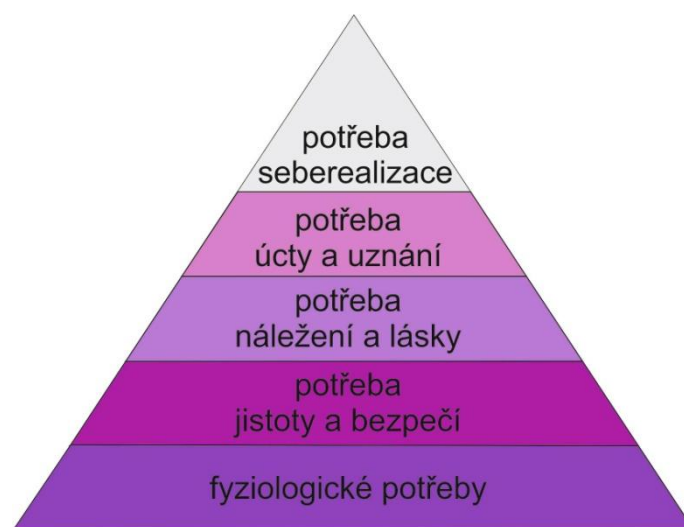 potřeba
seberealizace
potřeba
úcty a uznání
potřeba
náležení a lásky
potřeba
jistoty a bezpečí
fyziologické potřeby